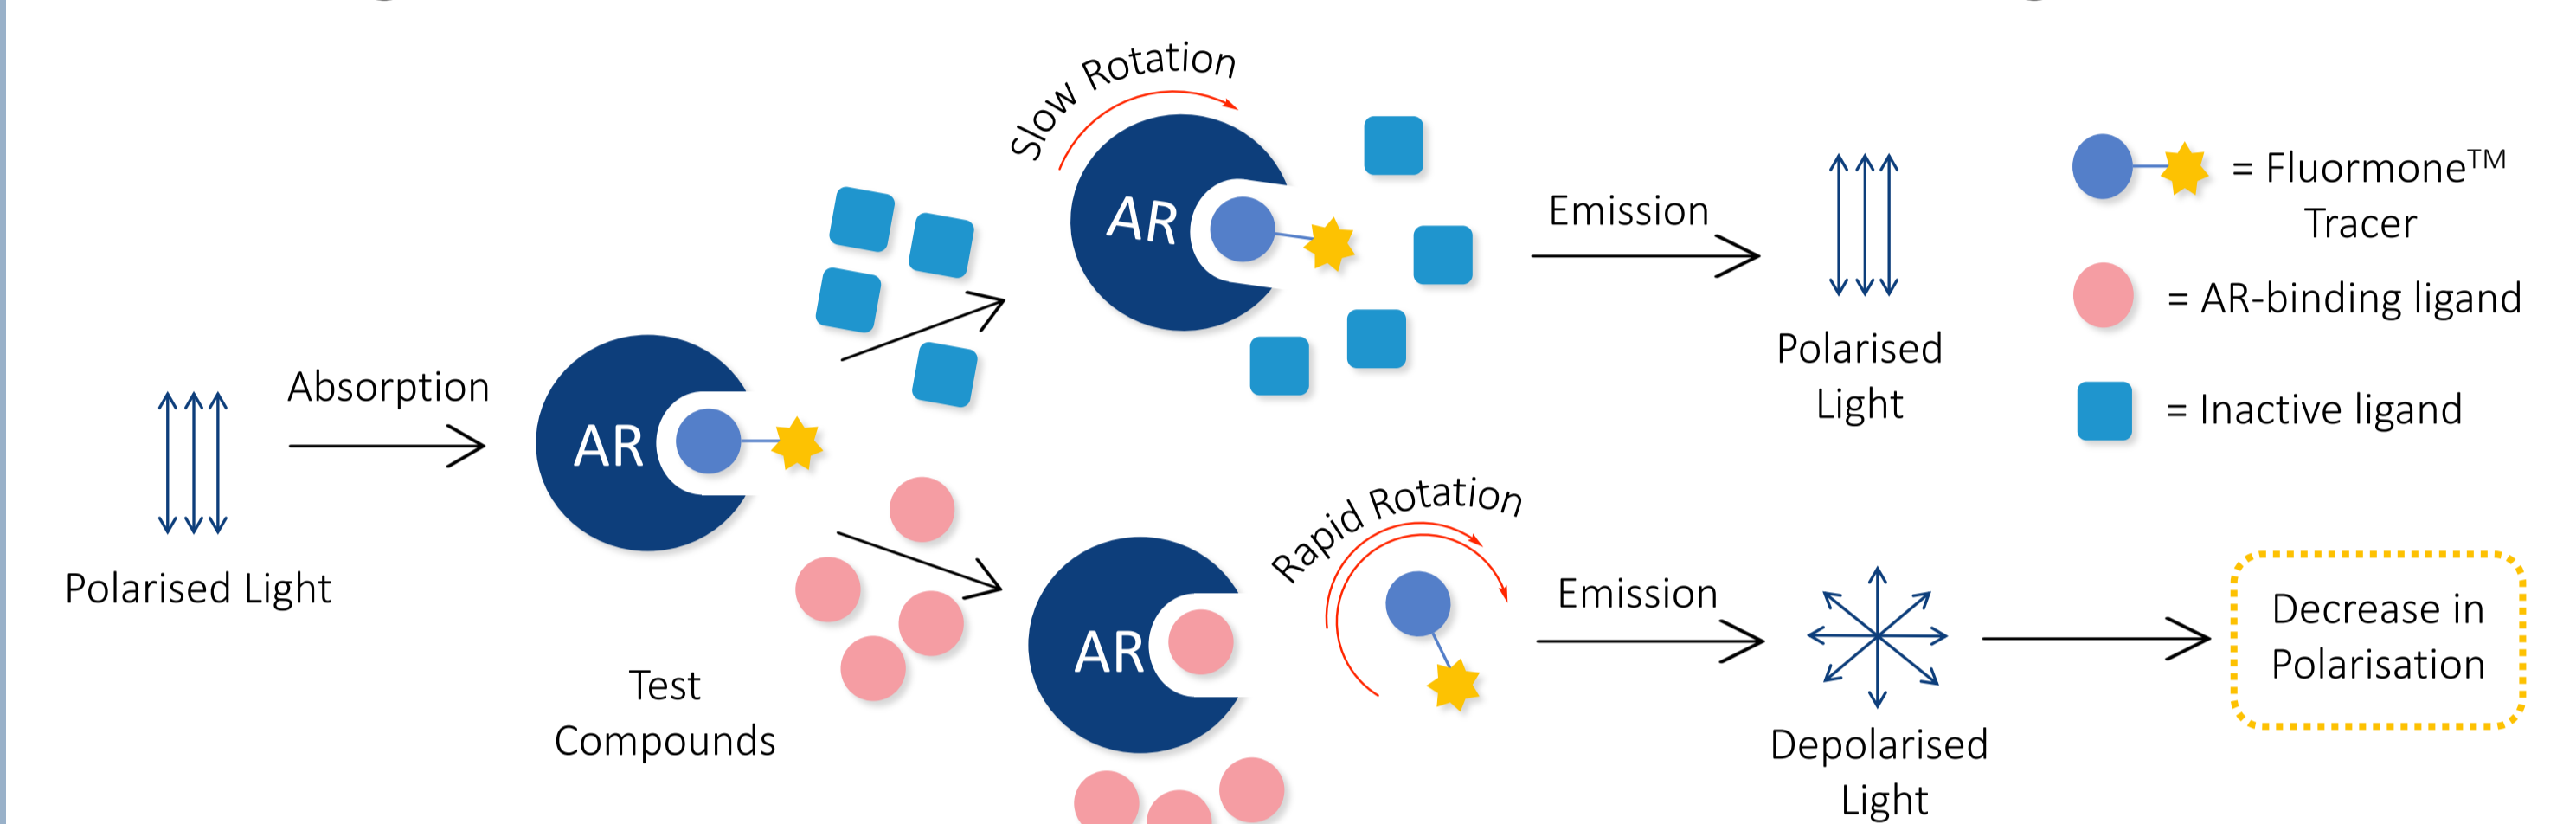 Slow Rotation
AR
Emission
Polarised
Light
= Fluormone™
Tracer
= AR-binding ligand
= Inactive ligand
Absorption
Polarised Light
AR
Test
Compounds
AR
Rapid Rotation
Emission
Depolarised
Light
Decrease in
Polarisation